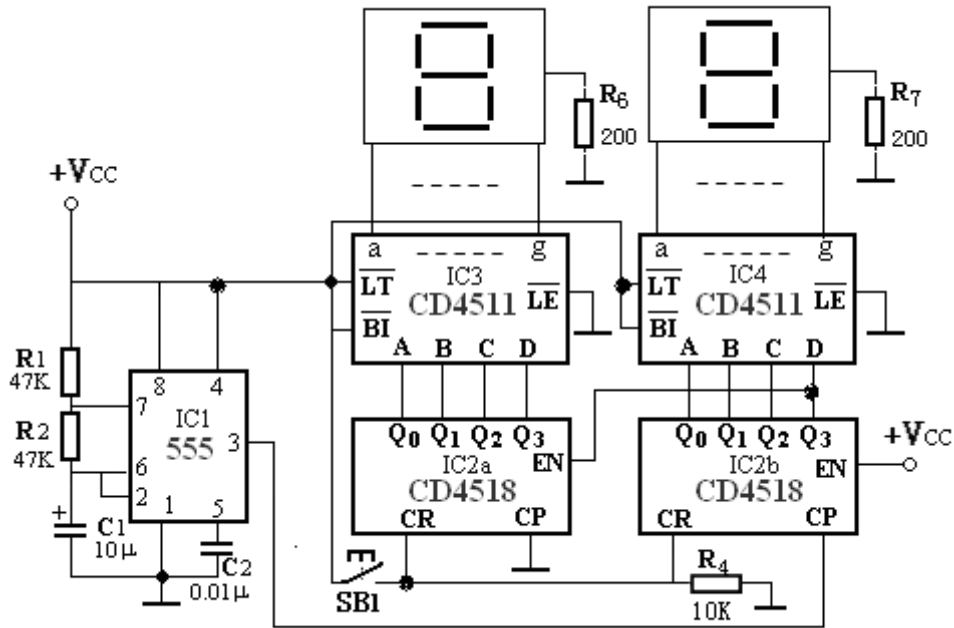 R6
200
R7
200
+VCC
a g
IC3
LT
CD4511
LE
BI
A B C D
a g
IC4
LT
CD4511
LE
BI
A B C D
R1
47K
R2
47K
8 4
7
IC1
555
3
6
2
1 5
+
C1
10μ
C2
0.01μ
Q0 Q1 Q2 Q3
IC2a
EN
CD4518
CR CP
Q0 Q1 Q2 Q3
IC2b
EN
CD4518
CR CP
+VCC
SB1
R4
10K